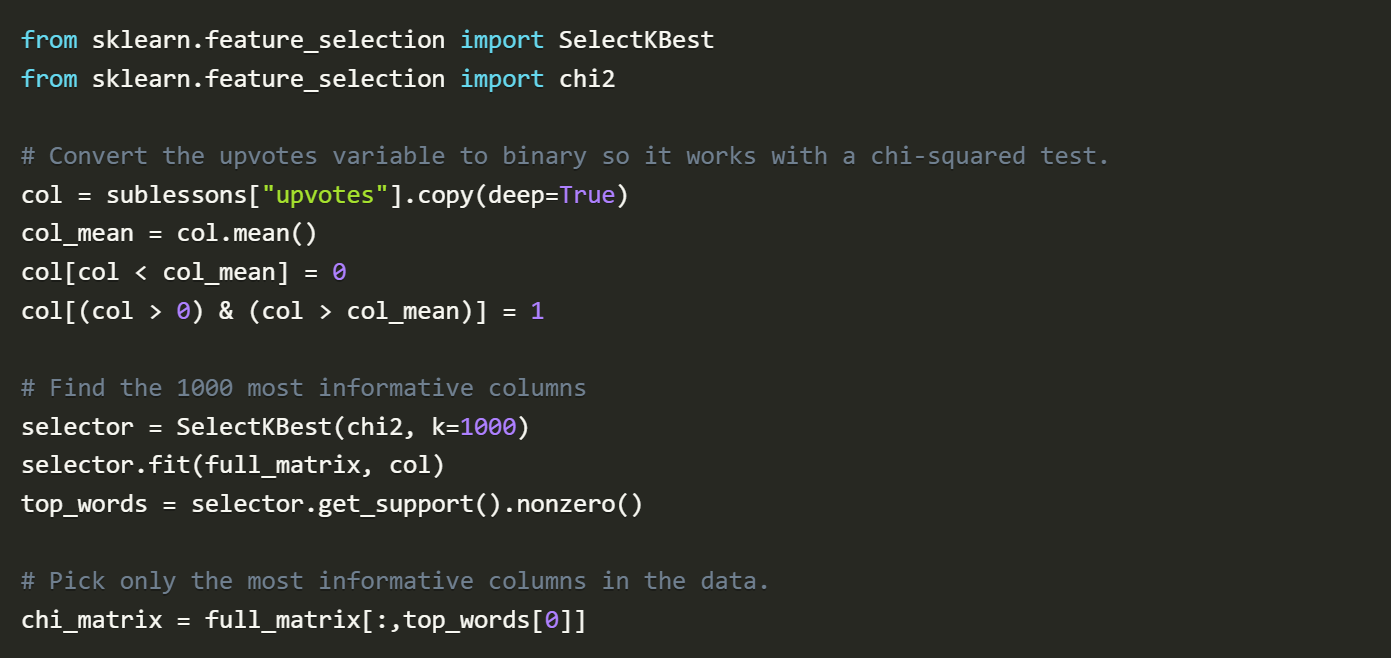 from sklearn.feature_selection import SelectKBest
from sklearn.feature_selection import chi2
# Convert the upvotes variable to binary so it works with a chi-squared test.
col = sublessons["upvotes"].copy(deep=True)
col_mean = col.mean()
col[col < col_mean] = 0
col[(col > 0) & (col > col_mean)] = 1
# Find the 1000 most informative columns
selector = SelectKBest(chi2, k=1000)
selector.fit(full_matrix, col)
top_words = selector.get_support().nonzero()
# Pick only the most informative columns in the data.
chi_matrix = full_matrix[:,top_words[0]]